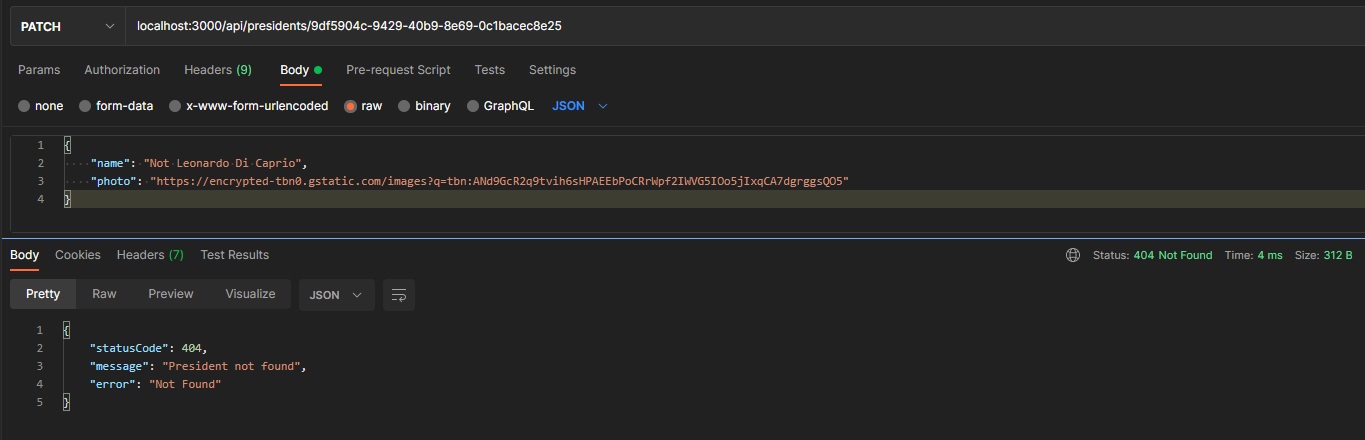 PATCH localhost:3000/api/presidents/9df5904c-9429-40b9-8e69-0c1bacec8e25
Params Authorization Headers (9) Body Pre-request Script Tests Settings
none form-data x-www-form-urlencoded raw binary GraphQL JSON
1 {
2 "name": "Not Leonardo Di Caprio",
3 "photo": "https://encrypted-tbn0.gstatic.com/images?q=tbn:ANd9GcR2q9tvih6sHPAEEbPoCRrWpf2IWVG5IOo5jIxqCA7dgrggsQO5"
4 }
Body Cookies Headers (7) Test Results Status: 404 Not Found Time: 4 ms Size: 312 B
Pretty Raw Preview Visualize JSON
1 {
2 "statusCode": 404,
3 "message": "President not found",
4 "error": "Not Found"
5 }